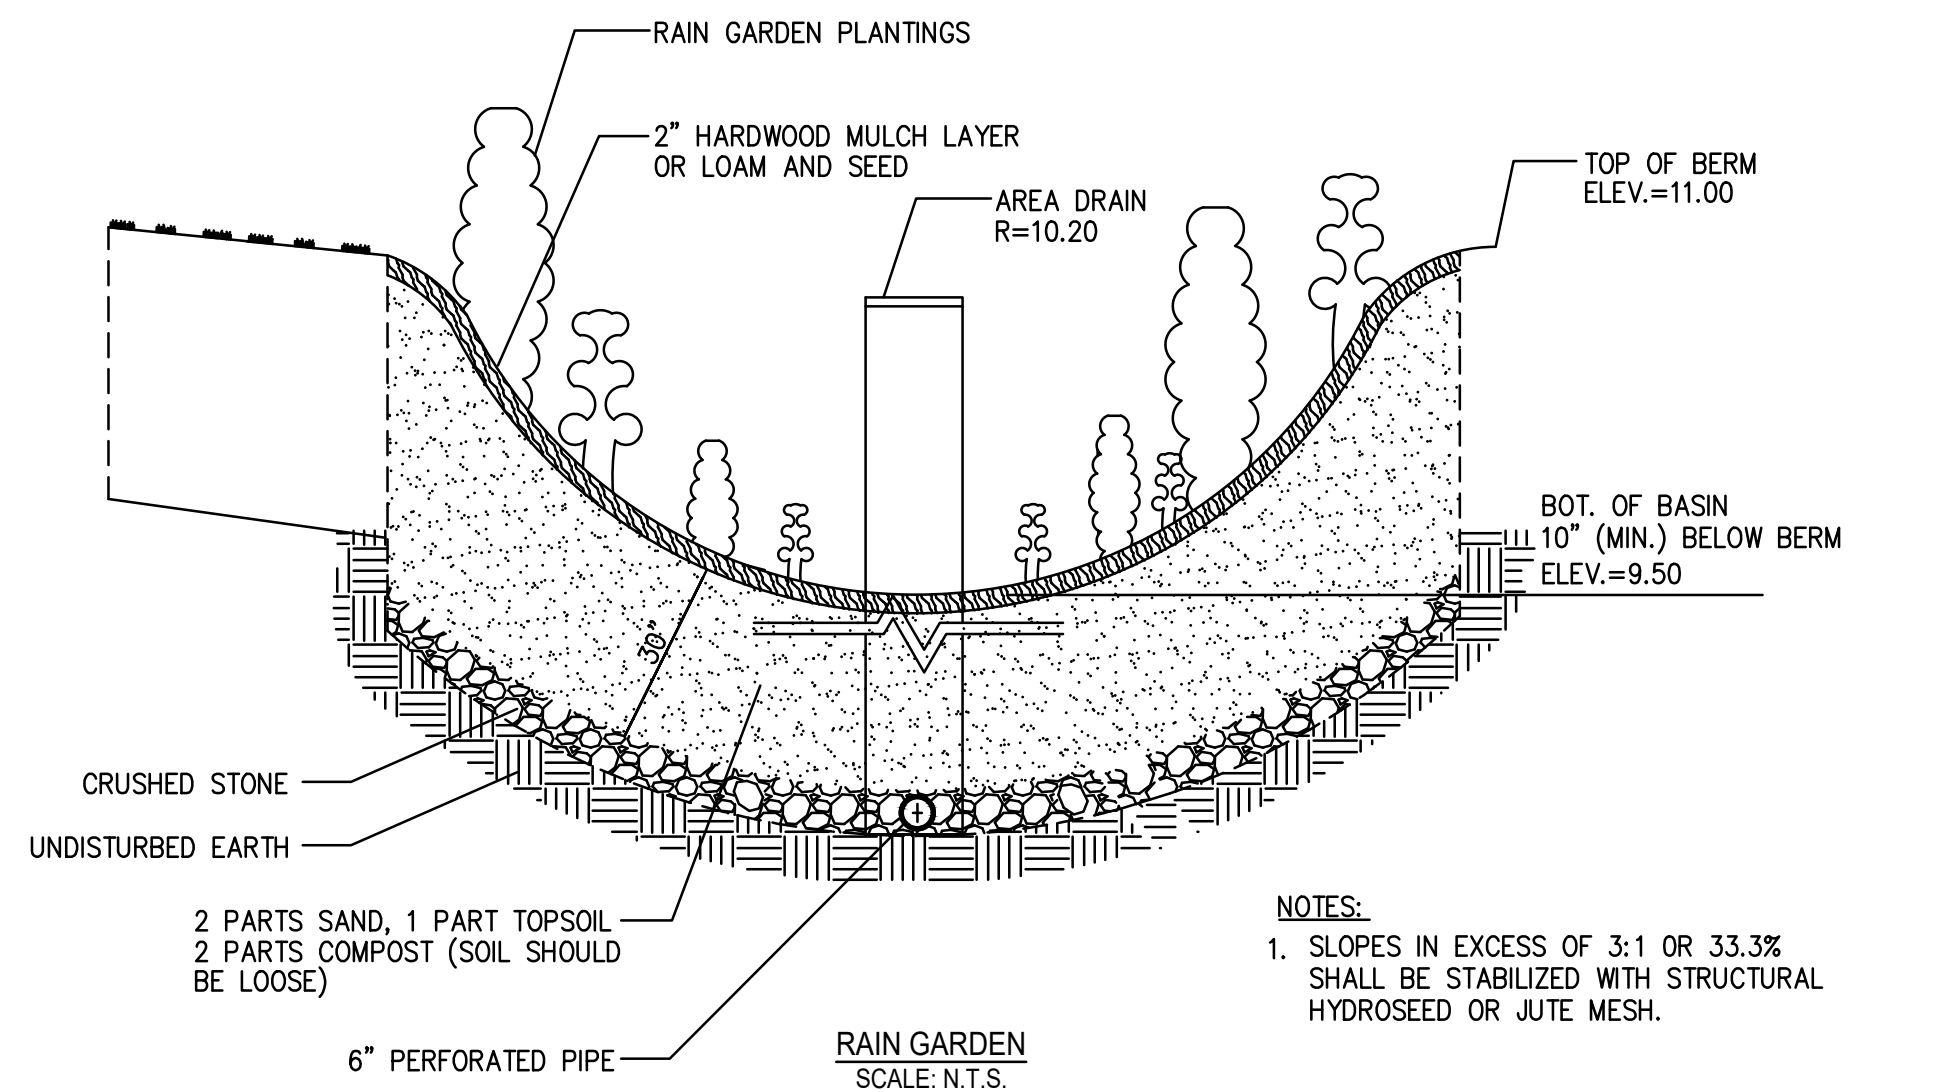 RAIN GARDEN PLANTINGS
2" HARDWOOD MULCH LAYER
OR LOAM AND SEED
AREA DRAIN
R=10.20
TOP OF BERM
ELEV.=11.00
BOT. OF BASIN
10" (MIN.) BELOW BERM
ELEV.=9.50
30"
CRUSHED STONE
UNDISTURBED EARTH
2 PARTS SAND, 1 PART TOPSOIL
2 PARTS COMPOST (SOIL SHOULD
BE LOOSE)
6" PERFORATED PIPE
NOTES:
1. SLOPES IN EXCESS OF 3:1 OR 33.3%
SHALL BE STABILIZED WITH STRUCTURAL
HYDROSEED OR JUTE MESH.
RAIN GARDEN
SCALE: N.T.S.